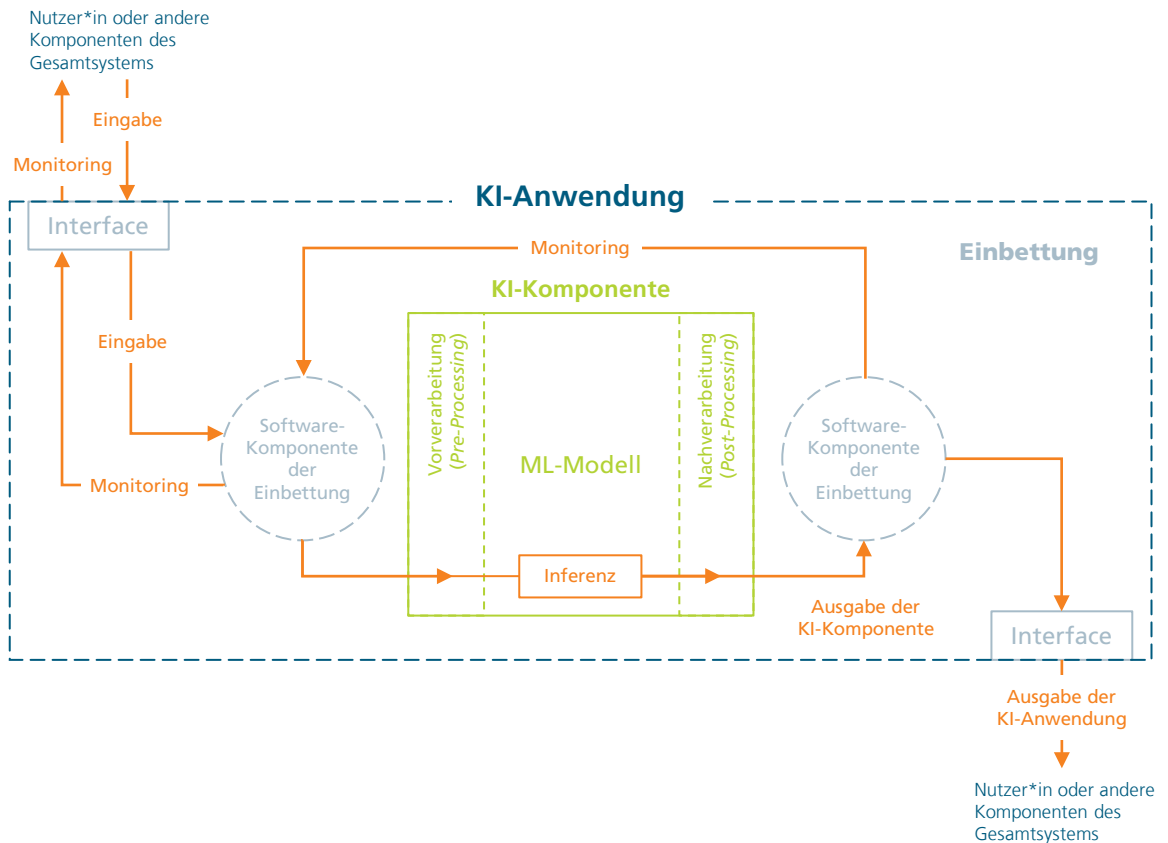 Nutzer*in oder andere
Komponenten des
Gesamtsystems
Eingabe
Monitoring
KI-Anwendung
Interface
Einbettung
Monitoring
KI-Komponente
Eingabe
Monitoring
Software-
Komponente
der
Einbettung
Vorverarbeitung
(Pre-Processing)
ML-Modell
Nachverarbeitung
(Post-Processing)
Software-
Komponente
der
Einbettung
Inferenz
Ausgabe der
KI-Komponente
Interface
Ausgabe der
KI-Anwendung
Nutzer*in oder andere
Komponenten des
Gesamtsystems